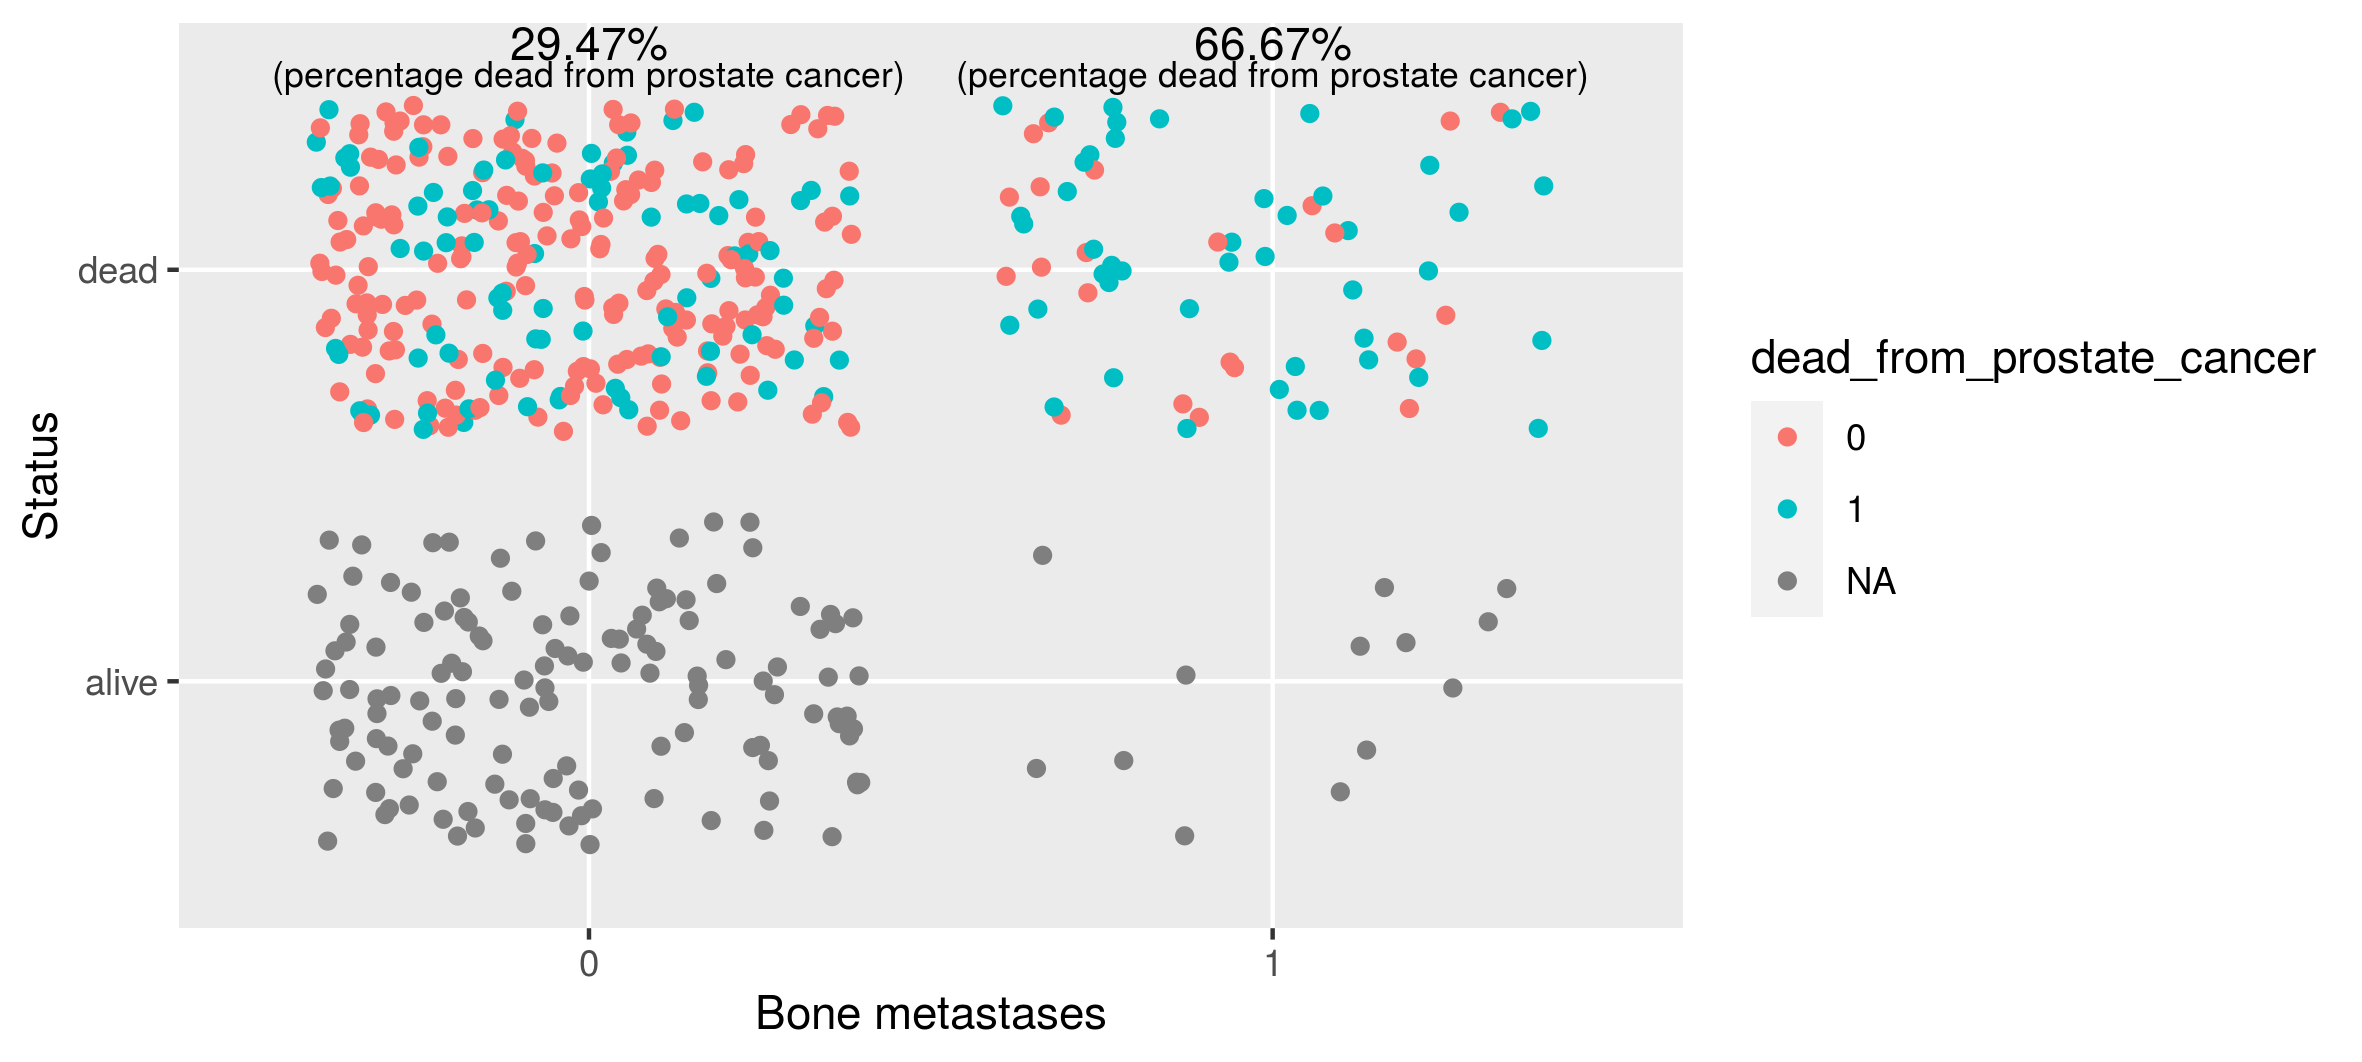 29.47%
(percentage dead from prostate cancer)
66.67%
(percentage dead from prostate cancer)
dead
alive
Status
0
1
Bone metastases
dead_from_prostate_cancer
0
1
NA